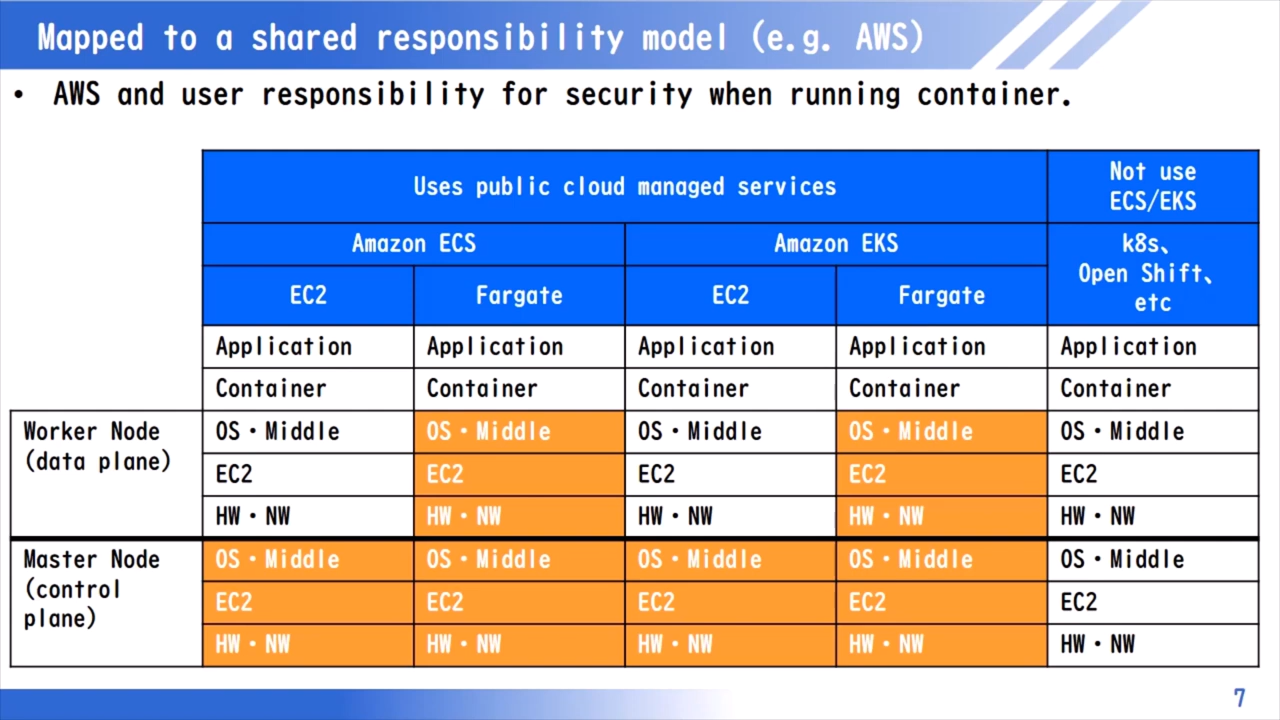 Mapped to a shared responsibility model (e.g. AWS)
• AWS and user responsibility for security when running container.
Uses public cloud managed services
Not use
ECS/EKS
Amazon ECS
Amazon EKS
k8s、
Open Shift、
etc
EC2
Fargate
EC2
Fargate
Application
Application
Application
Application
Application
Container
Container
Container
Container
Container
Worker Node
(data plane)
OS・Middle
OS・Middle
OS・Middle
OS・Middle
OS・Middle
EC2
EC2
EC2
EC2
EC2
HW・NW
HW・NW
HW・NW
HW・NW
HW・NW
Master Node
(control
plane)
OS・Middle
OS・Middle
OS・Middle
OS・Middle
OS・Middle
EC2
EC2
EC2
EC2
EC2
HW・NW
HW・NW
HW・NW
HW・NW
HW・NW
7